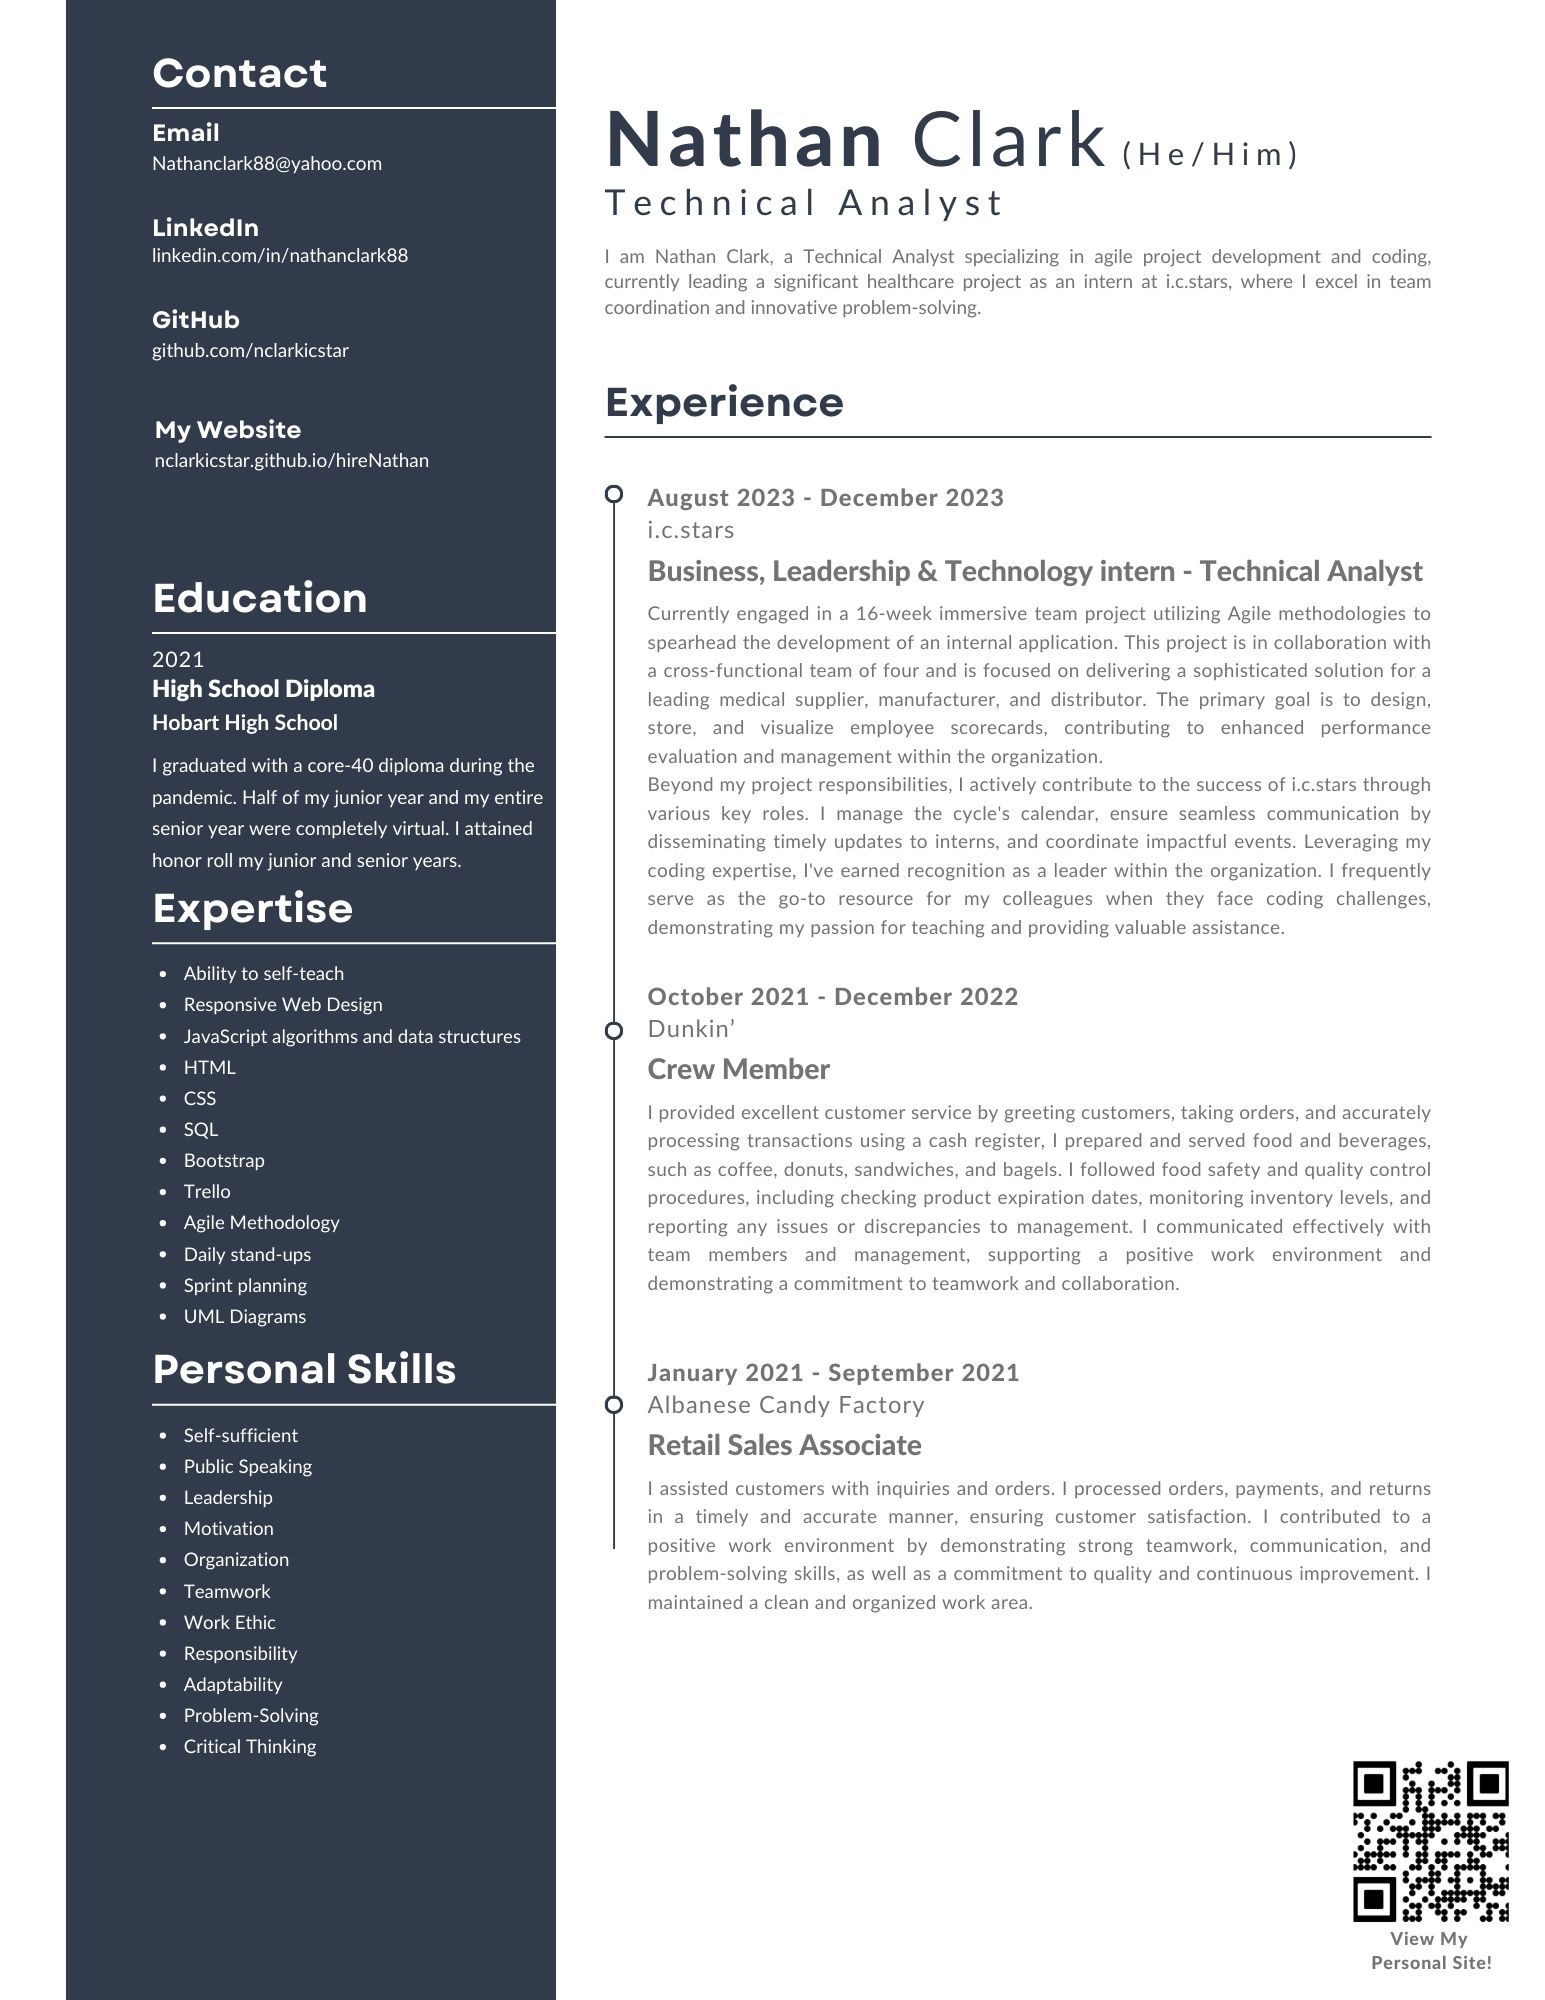 Contact
Email
Nathanclark88@yahoo.com
LinkedIn
linkedin.com/in/nathanclark88
GitHub
github.com/nclarkicstar
My Website
nclarkicstar.github.io/hireNathan
Education
2021
High School Diploma
Hobart High School
I graduated with a core-40 diploma during the
pandemic. Half of my junior year and my entire
senior year were completely virtual. I attained
honor roll my junior and senior years.
Expertise
• Ability to self-teach
• Responsive Web Design
• JavaScript algorithms and data structures
• HTML
• CSS
• SQL
• Bootstrap
• Trello
• Agile Methodology
• Daily stand-ups
• Sprint planning
• UML Diagrams
Personal Skills
• Self-sufficient
• Public Speaking
• Leadership
• Motivation
• Organization
• Teamwork
• Work Ethic
• Responsibility
• Adaptability
• Problem-Solving
• Critical Thinking
Nathan Clark (He/Him)
Technical Analyst
I am Nathan Clark, a Technical Analyst specializing in agile project development and coding,
currently leading a significant healthcare project as an intern at i.c.stars, where I excel in team
coordination and innovative problem-solving.
Experience
August 2023 - December 2023
i.c.stars
Business, Leadership & Technology intern - Technical Analyst
Currently engaged in a 16-week immersive team project utilizing Agile methodologies to
spearhead the development of an internal application. This project is in collaboration with
a cross-functional team of four and is focused on delivering a sophisticated solution for a
leading medical supplier, manufacturer, and distributor. The primary goal is to design,
store, and visualize employee scorecards, contributing to enhanced performance
evaluation and management within the organization.
Beyond my project responsibilities, I actively contribute to the success of i.c.stars through
various key roles. I manage the cycle's calendar, ensure seamless communication by
disseminating timely updates to interns, and coordinate impactful events. Leveraging my
coding expertise, I've earned recognition as a leader within the organization. I frequently
serve as the go-to resource for my colleagues when they face coding challenges,
demonstrating my passion for teaching and providing valuable assistance.
October 2021 - December 2022
Dunkin’
Crew Member
I provided excellent customer service by greeting customers, taking orders, and accurately
processing transactions using a cash register, I prepared and served food and beverages,
such as coffee, donuts, sandwiches, and bagels. I followed food safety and quality control
procedures, including checking product expiration dates, monitoring inventory levels, and
reporting any issues or discrepancies to management. I communicated effectively with
team members and management, supporting a positive work environment and
demonstrating a commitment to teamwork and collaboration.
January 2021 - September 2021
Albanese Candy Factory
Retail Sales Associate
I assisted customers with inquiries and orders. I processed orders, payments, and returns
in a timely and accurate manner, ensuring customer satisfaction. I contributed to a
positive work environment by demonstrating strong teamwork, communication, and
problem-solving skills, as well as a commitment to quality and continuous improvement. I
maintained a clean and organized work area.
View My
Personal Site!